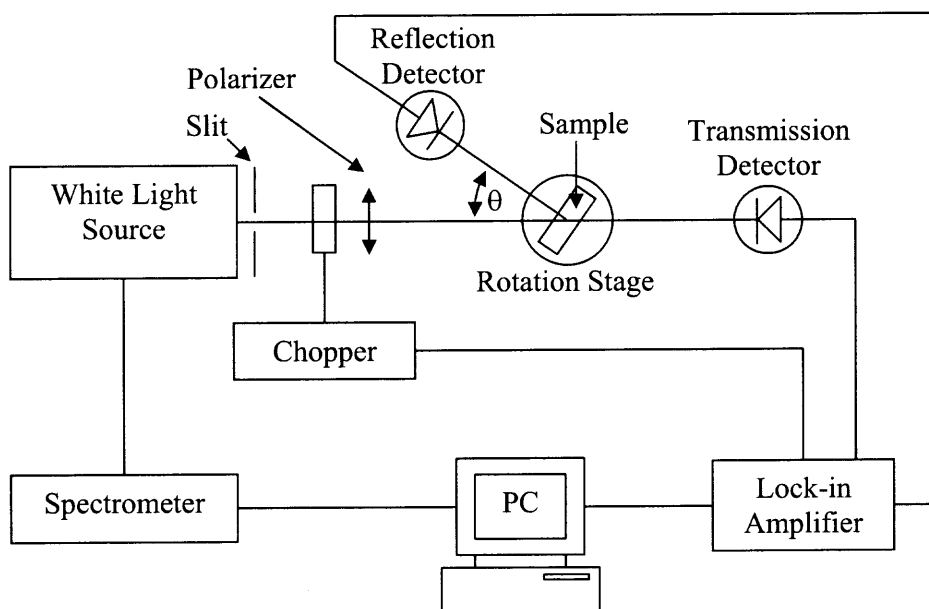 Reflection
Detector
Polarizer
Slit
Sample
Transmission
Detector
White Light
Source
θ
Rotation Stage
Chopper
Spectrometer
PC
Lock-in
Amplifier